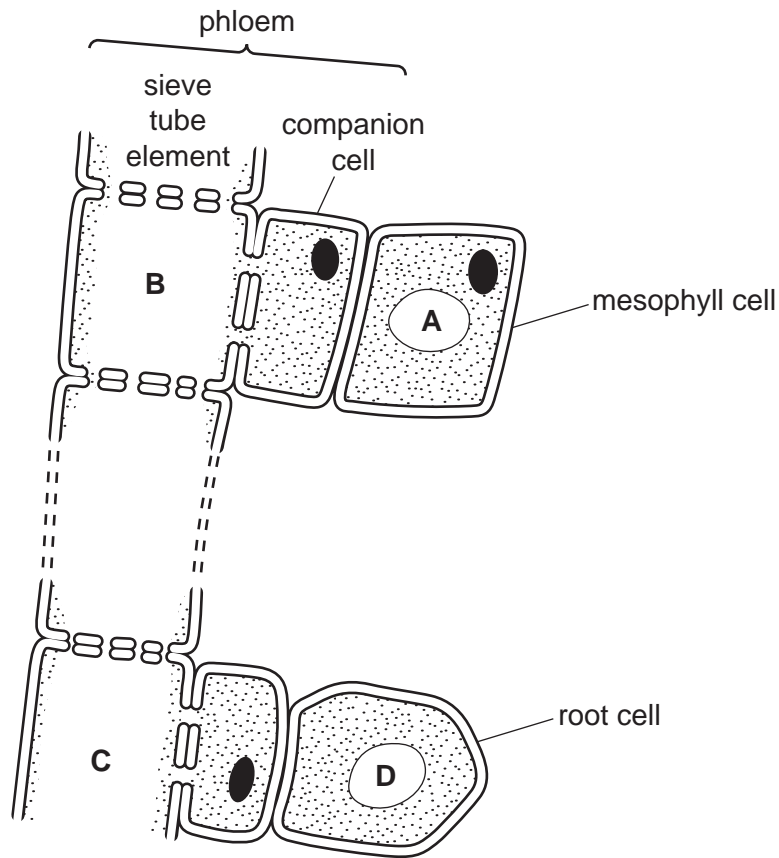 phloem
sieve
tube
element
companion
cell
B
A
mesophyll cell
root cell
C
D